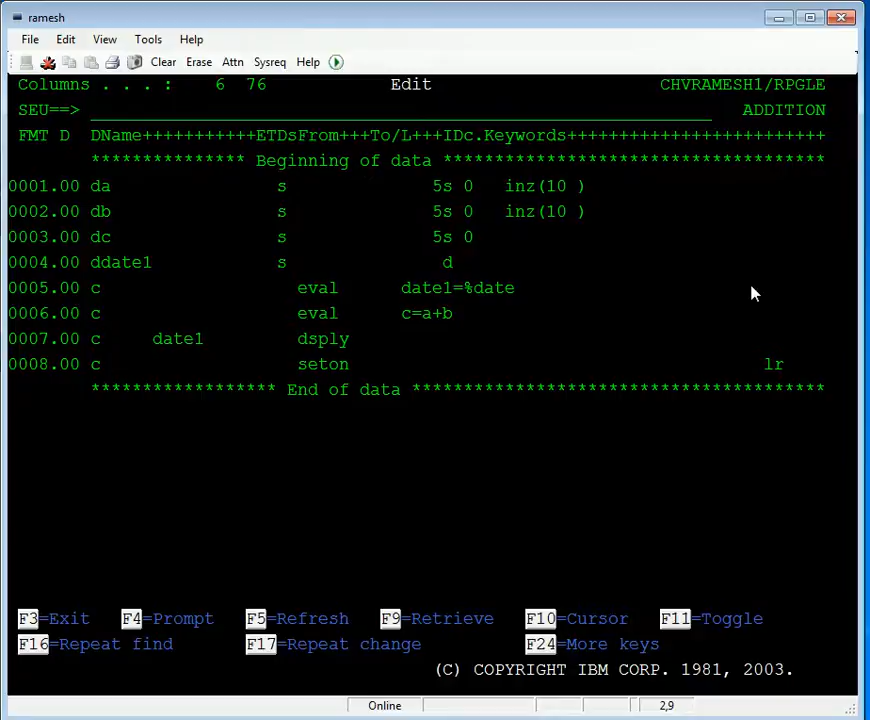 ramesh
File Edit View Tools Help
Clear Erase Attn Sysreq Help
Columns . . . : 6 76 Edit CHVRAMESH1/RPGLE
SEU==> ADDITION
FMT D DName+++++++++++ETDsFrom+++To/L+++IDc.Keywords+++++++++++++++++++++++++
*************** Beginning of data *************************************
0001.00 da s 5s 0 inz(10 )
0002.00 db s 5s 0 inz(10 )
0003.00 dc s 5s 0
0004.00 ddate1 s d
0005.00 c eval date1=%date
0006.00 c eval c=a+b
0007.00 c date1 dsply
0008.00 c seton lr
****************** End of data ****************************************
F3=Exit F4=Prompt F5=Refresh F9=Retrieve F10=Cursor F11=Toggle
F16=Repeat find F17=Repeat change F24=More keys
(C) COPYRIGHT IBM CORP. 1981, 2003.
Online 2,9